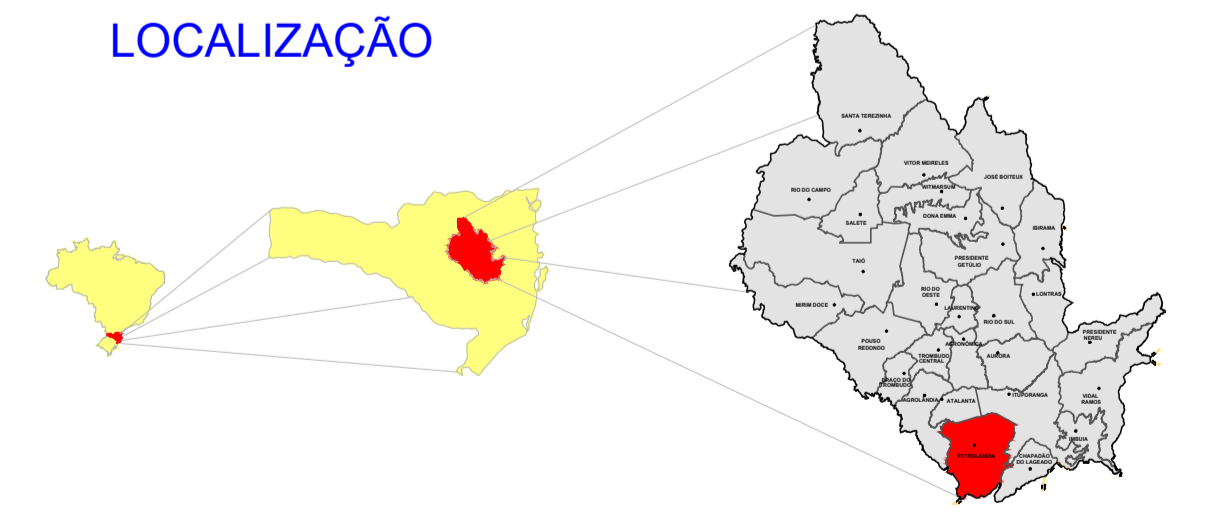 LOCALIZAÇÃO
SANTA TEREZINHA
VITOR MEIRELES
JOSÉ BOITEUX
RIO DO CAMPO
WITMARSUM
DONA EMMA
SALETE
IBIRAMA
TAIÓ
PRESIDENTE
GETÚLIO
RIO DO
OESTE
LONTRAS
MIRIM DOCE
LAURENTINO
RIO DO SUL
PRESIDENTE
NEREU
POUSO
REDONDO
AGRONÔMICA
TROMBUDO
CENTRAL
AURORA
BRAÇO DO
TROMBUDO
AGROLÂNDIA
ATALANTA
ITUPORANGA
VIDAL
RAMOS
IMBUIA
PETROLÂNDIA
CHAPADÃO
DO LAGEADO